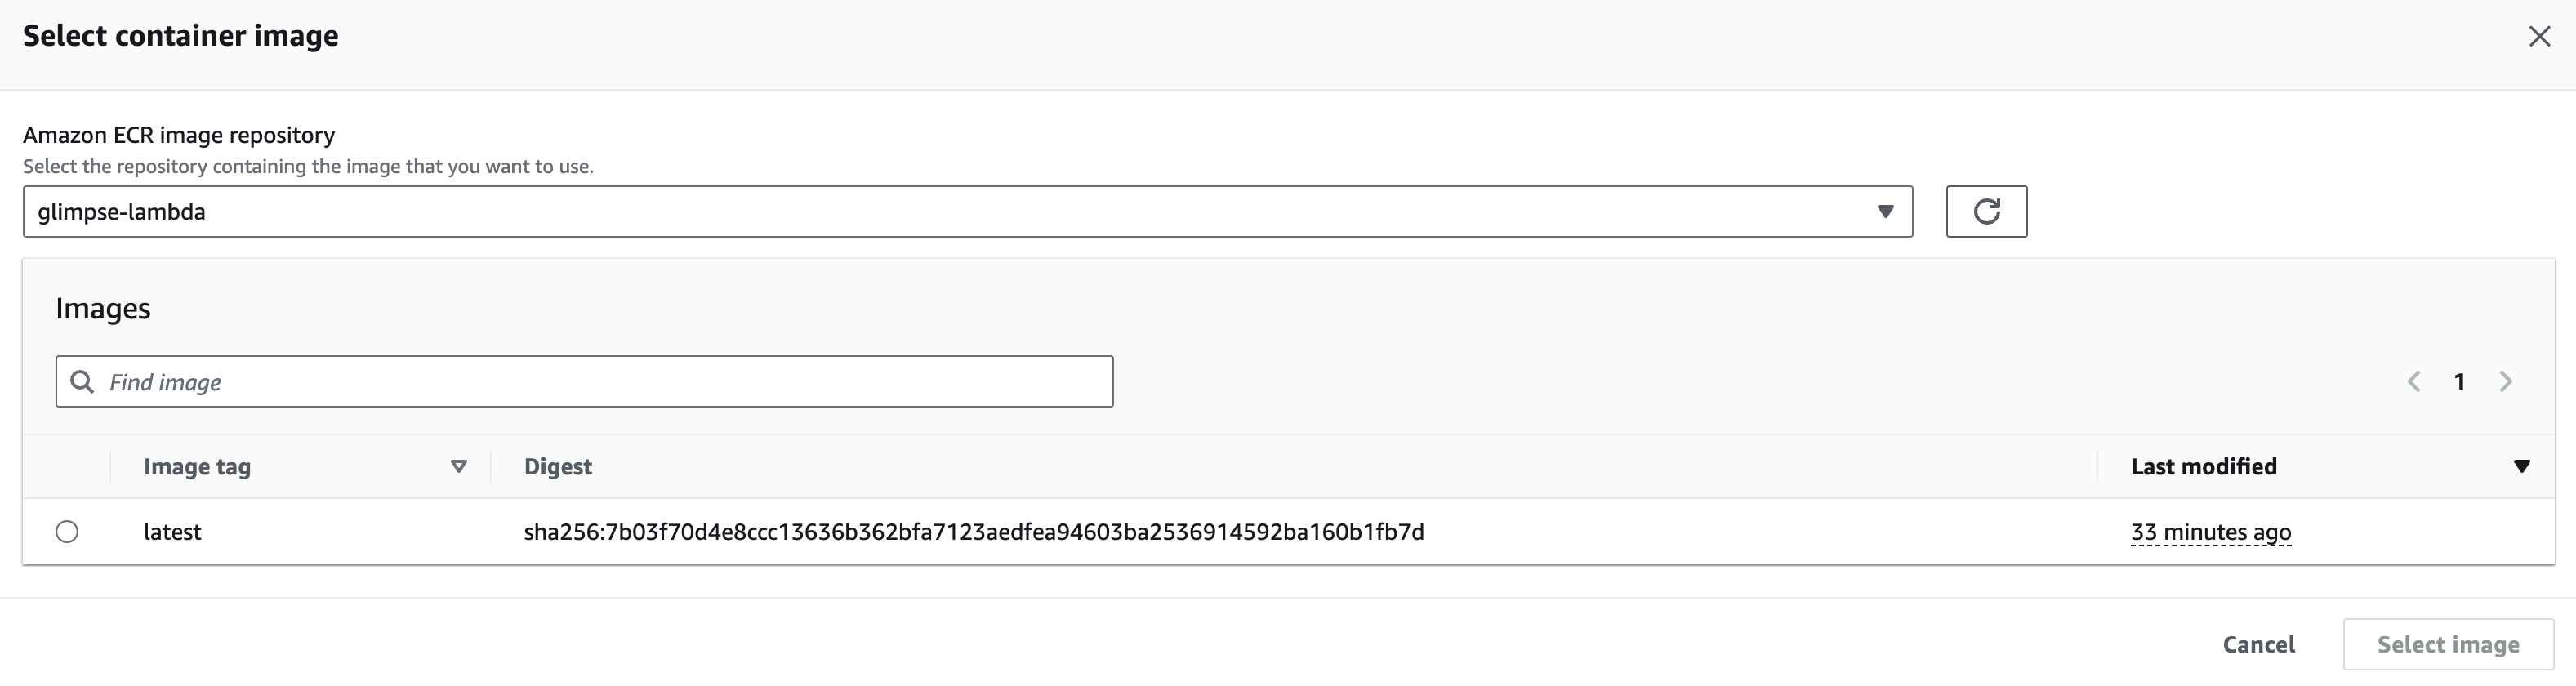 Select container image
Amazon ECR image repository
Select the repository containing the image that you want to use.
glimpse-lambda
Images
Find image
1
Image tag Digest Last modified
latest sha256:7b03f70d4e8ccc13636b362bfa7123aedfea94603ba2536914592ba160b1fb7d 33 minutes ago
Cancel Select image